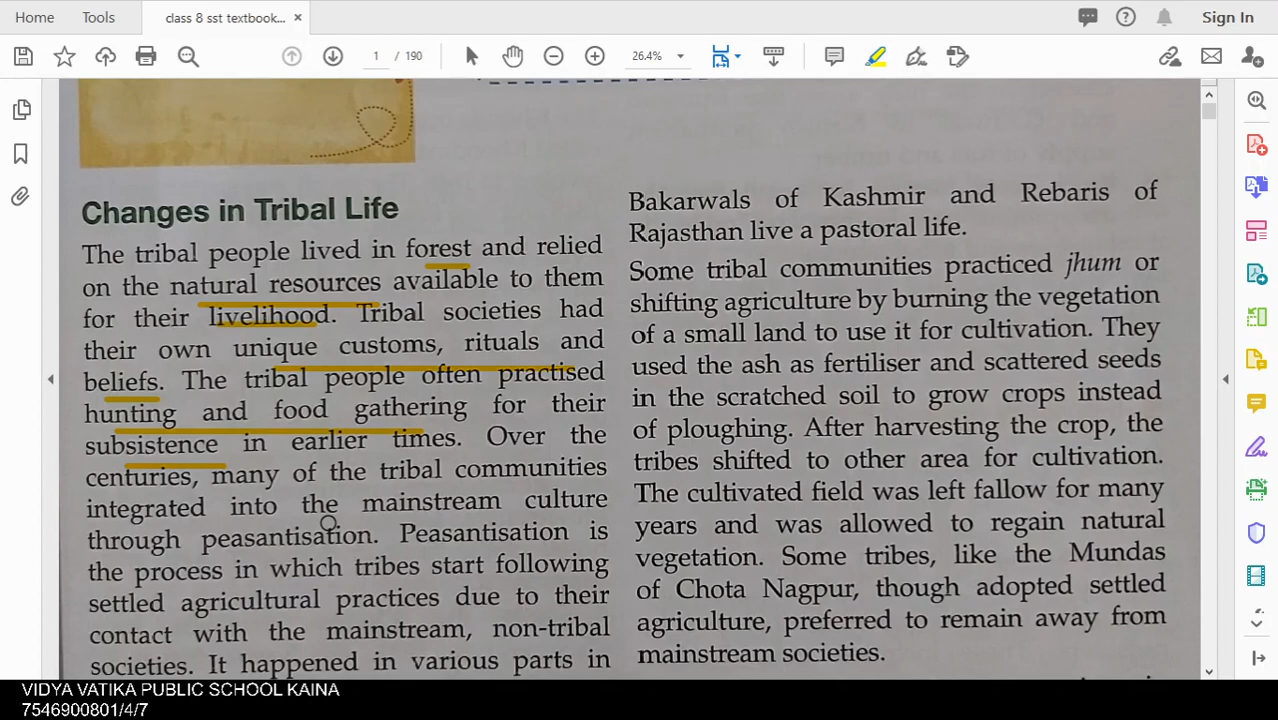 Home
Tools
class 8 sst textbook...
Sign In
1 / 190
26.4%
Changes in Tribal Life
The tribal people lived in forest and relied
on the natural resources available to them
for their livelihood. Tribal societies had
their own unique customs, rituals and
beliefs. The tribal people often practised
hunting and food gathering for their
subsistence in earlier times. Over the
centuries, many of the tribal communities
integrated into the mainstream culture
through peasantisation. Peasantisation is
the process in which tribes start following
settled agricultural practices due to their
contact with the mainstream, non-tribal
societies. It happened in various parts in
Bakarwals of Kashmir and Rebaris of
Rajasthan live a pastoral life.
Some tribal communities practiced jhum or
shifting agriculture by burning the vegetation
of a small land to use it for cultivation. They
used the ash as fertiliser and scattered seeds
in the scratched soil to grow crops instead
of ploughing. After harvesting the crop, the
tribes shifted to other area for cultivation.
The cultivated field was left fallow for many
years and was allowed to regain natural
vegetation. Some tribes, like the Mundas
of Chota Nagpur, though adopted settled
agriculture, preferred to remain away from
mainstream societies.
VIDYA VATIKA PUBLIC SCHOOL KAINA
7546900801/4/7